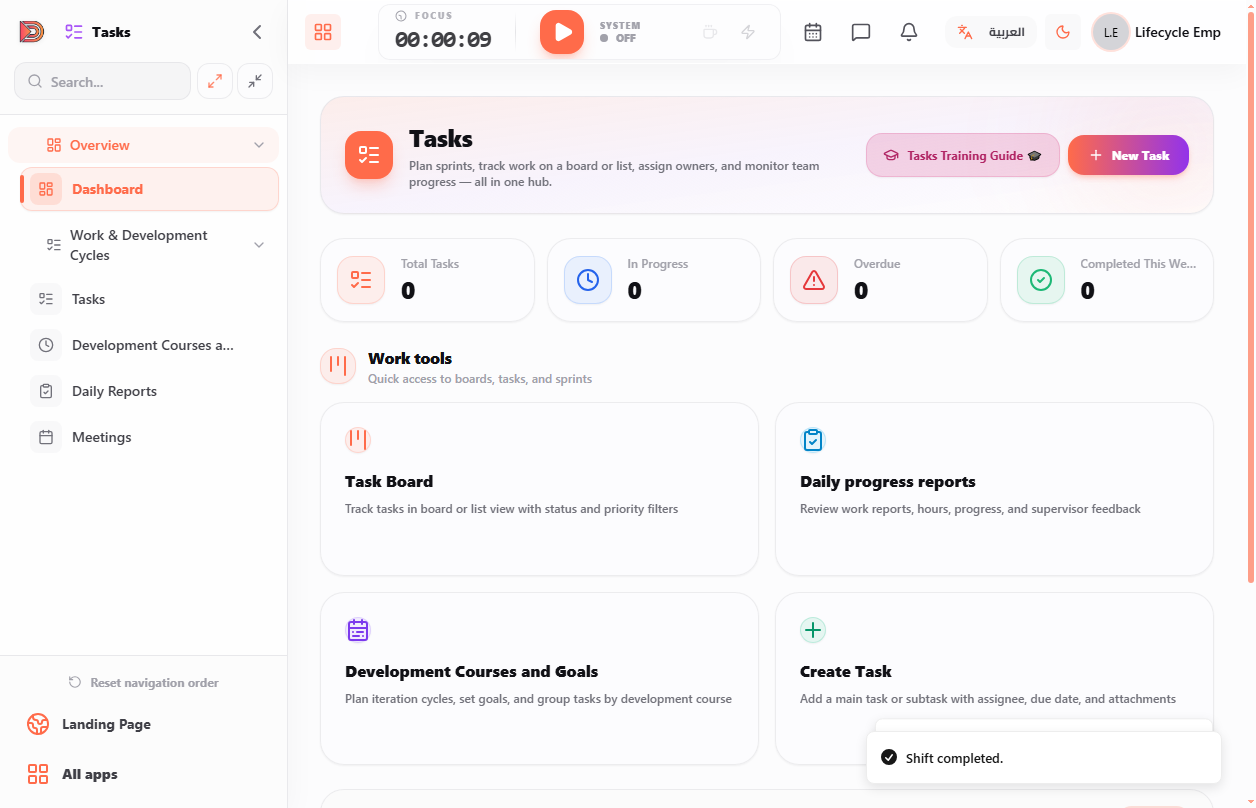 Tasks
Search...
Overview
Dashboard
Work & Development
Cycles
Tasks
Development Courses a...
Daily Reports
Meetings
Reset navigation order
Landing Page
All apps
FOCUS
00:00:09
SYSTEM
OFF
العربية
L.E
Lifecycle Emp
Tasks
Plan sprints, track work on a board or list, assign owners, and monitor team
progress — all in one hub.
Tasks Training Guide 🎓
New Task
Total Tasks
0
In Progress
0
Overdue
0
Completed This We...
0
Work tools
Quick access to boards, tasks, and sprints
Task Board
Track tasks in board or list view with status and priority filters
Daily progress reports
Review work reports, hours, progress, and supervisor feedback
Development Courses and Goals
Plan iteration cycles, set goals, and group tasks by development course
Create Task
Add a main task or subtask with assignee, due date, and attachments
Shift completed.